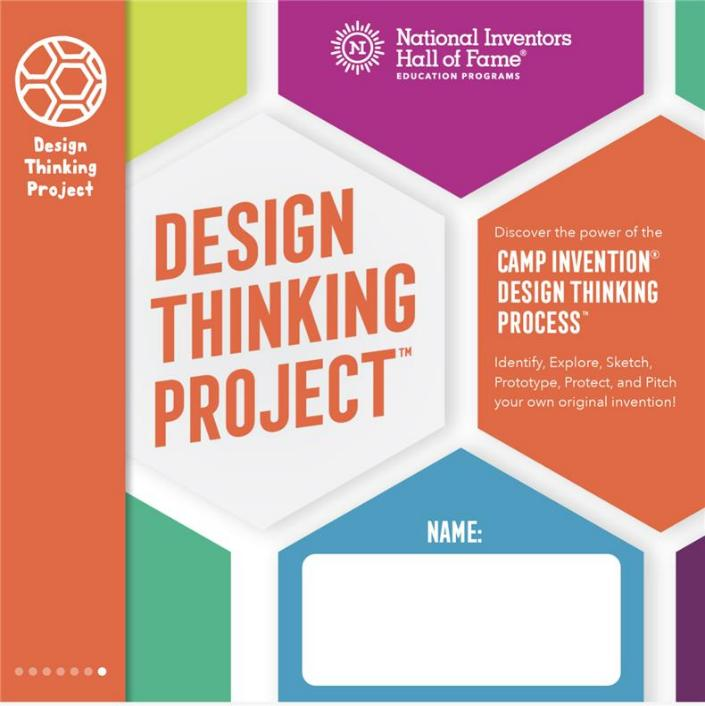 Design
Thinking
Project
N
National Inventors
Hall of Fame®
EDUCATION PROGRAMS
DESIGN
THINKING
PROJECT™
Discover the power of the
CAMP INVENTION®
DESIGN THINKING
PROCESS™
Identify, Explore, Sketch,
Prototype, Protect, and Pitch
your own original invention!
NAME: